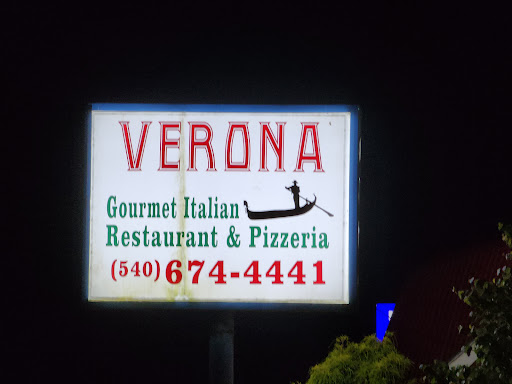 VERONA
Gourmet Italian
Restaurant & Pizzeria
(540) 674-4441